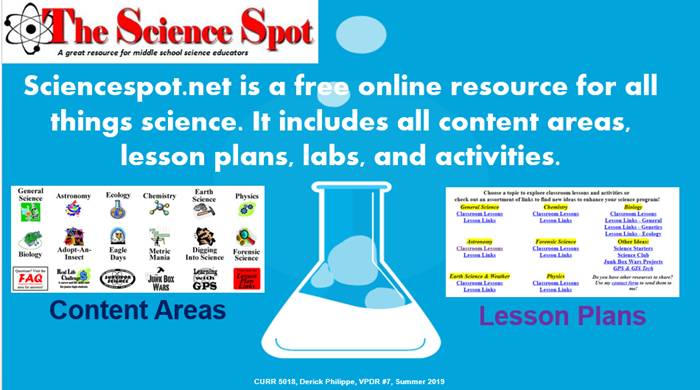 The Science Spot
A great resource for middle school science educators
Sciencespot.net is a free online resource for all
things science. It includes all content areas,
lesson plans, labs, and activities.
General Science
Astronomy
Ecology
Chemistry
Earth Science
Physics
Biology
Adopt-An-Insect
Eagle Days
Metric Mania
Digging Into Science
Forensic Science
FAQ
Real Life Challenge
Junk Box Wars
GPS
Lesson Plan Links
Content Areas
Choose a topic to explore classroom lessons and activities or
check out an assortment of links to find new ideas to enhance your science program!
General Science
Classroom Lessons
Lesson Links
Chemistry
Classroom Lessons
Lesson Links
Biology
Classroom Lessons
Lesson Links - General
Lesson Links - Genetics
Lesson Links - Ecology
Astronomy
Classroom Lessons
Lesson Links
Forensic Science
Classroom Lessons
Lesson Links
Other Ideas:
Science Starters
Science Club
Junk Box Wars Projects
GPS & GIS Tech
Earth Science & Weather
Classroom Lessons
Lesson Links
Physics
Classroom Lessons
Lesson Links
Do you have other resources to share?
Use my contact form to send them to
me!
Lesson Plans
CURR 5018, Derick Philippe, VPDR #7, Summer 2019